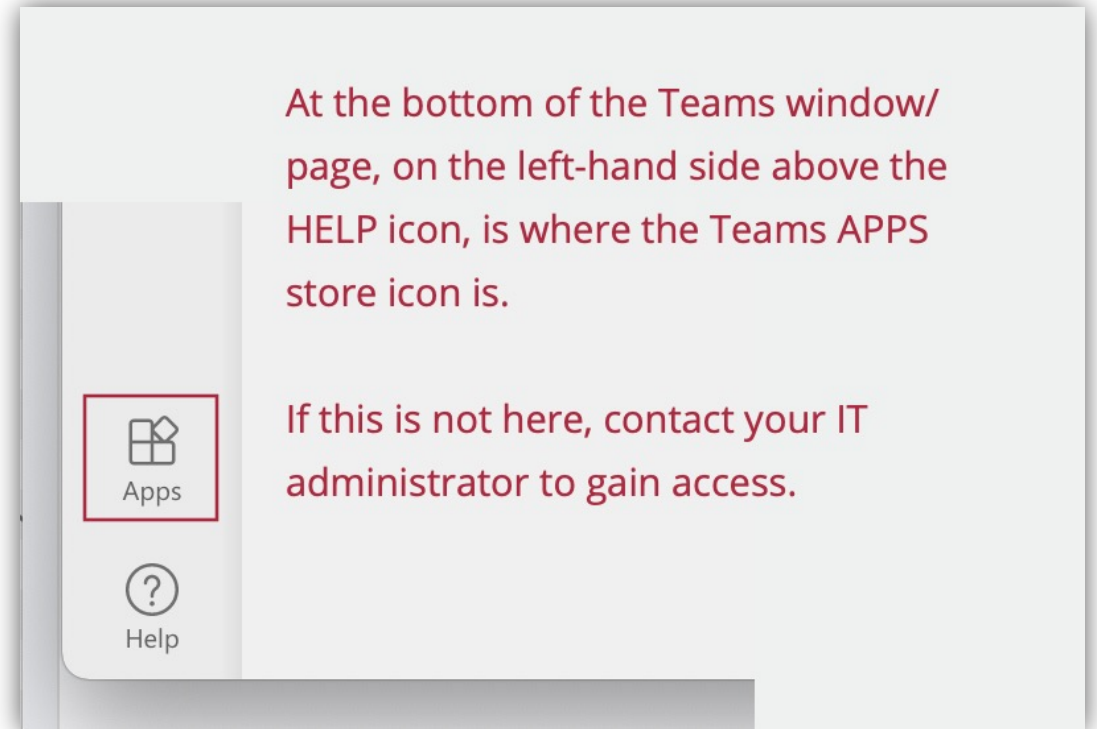 At the bottom of the Teams window/
page, on the left-hand side above the
HELP icon, is where the Teams APPS
store icon is.
If this is not here, contact your IT
administrator to gain access.
Apps
?
Help